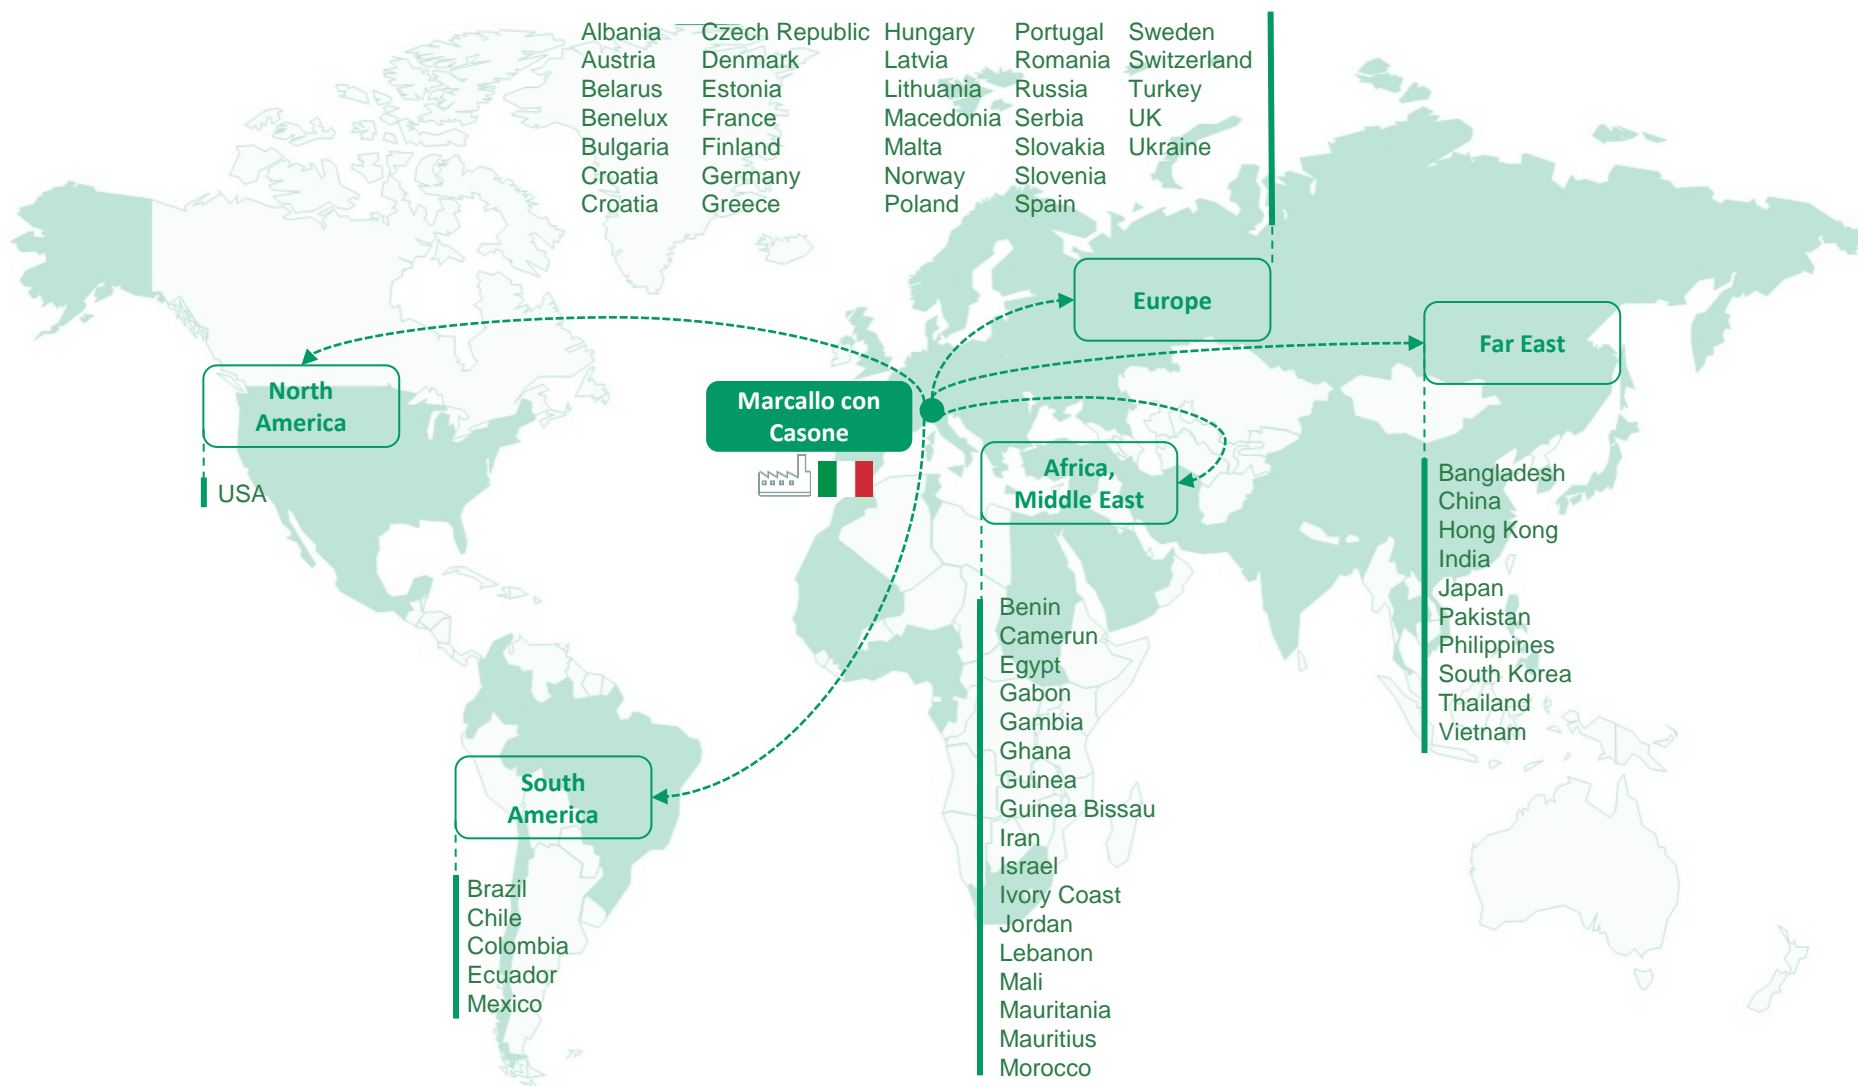 Albania
Austria
Belarus
Benelux
Bulgaria
Croatia
Croatia
Czech Republic
Denmark
Estonia
France
Finland
Germany
Greece
Hungary
Latvia
Lithuania
Macedonia
Malta
Norway
Poland
Portugal
Romania
Russia
Serbia
Slovakia
Slovenia
Spain
Sweden
Switzerland
Turkey
UK
Ukraine
Europe
Far East
North
America
USA
Marcallo con
Casone
Africa,
Middle East
Bangladesh
China
Hong Kong
India
Japan
Pakistan
Philippines
South Korea
Thailand
Vietnam
Benin
Camerun
Egypt
Gabon
Gambia
Ghana
Guinea
Guinea Bissau
Iran
Israel
Ivory Coast
Jordan
Lebanon
Mali
Mauritania
Mauritius
Morocco
South
America
Brazil
Chile
Colombia
Ecuador
Mexico